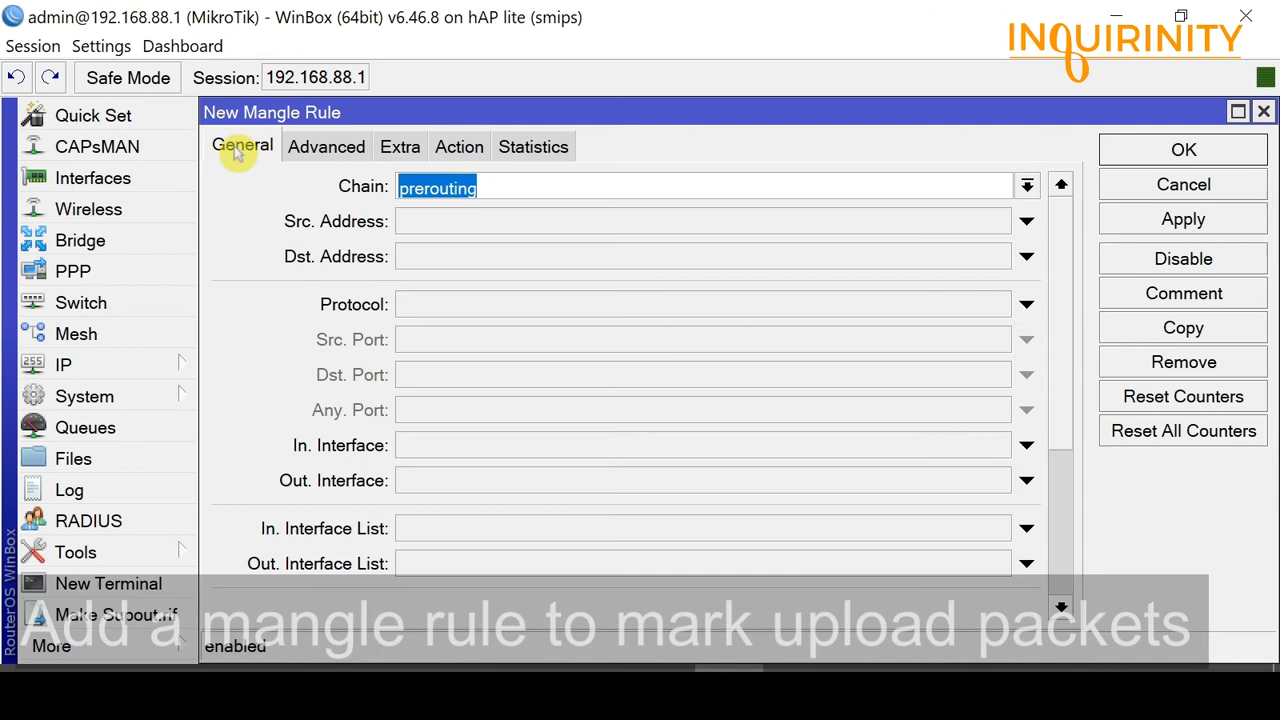 admin@192.168.88.1 (MikroTik) - WinBox (64bit) v6.46.8 on hAP lite (smips)
INQUIRINITY
Session Settings Dashboard
Safe Mode Session: 192.168.88.1
Quick Set
CAPsMAN
Interfaces
Wireless
Bridge
PPP
Switch
Mesh
255 IP
System
Queues
Files
Log
RADIUS
Tools
New Terminal
Make Supout.rif
More
RouterOS WinBox
New Mangle Rule
General Advanced Extra Action Statistics
Chain: prerouting
Src. Address:
Dst. Address:
Protocol:
Src. Port:
Dst. Port:
Any. Port:
In. Interface:
Out. Interface:
In. Interface List:
Out. Interface List:
enabled
OK
Cancel
Apply
Disable
Comment
Copy
Remove
Reset Counters
Reset All Counters
Add a mangle rule to mark upload packets